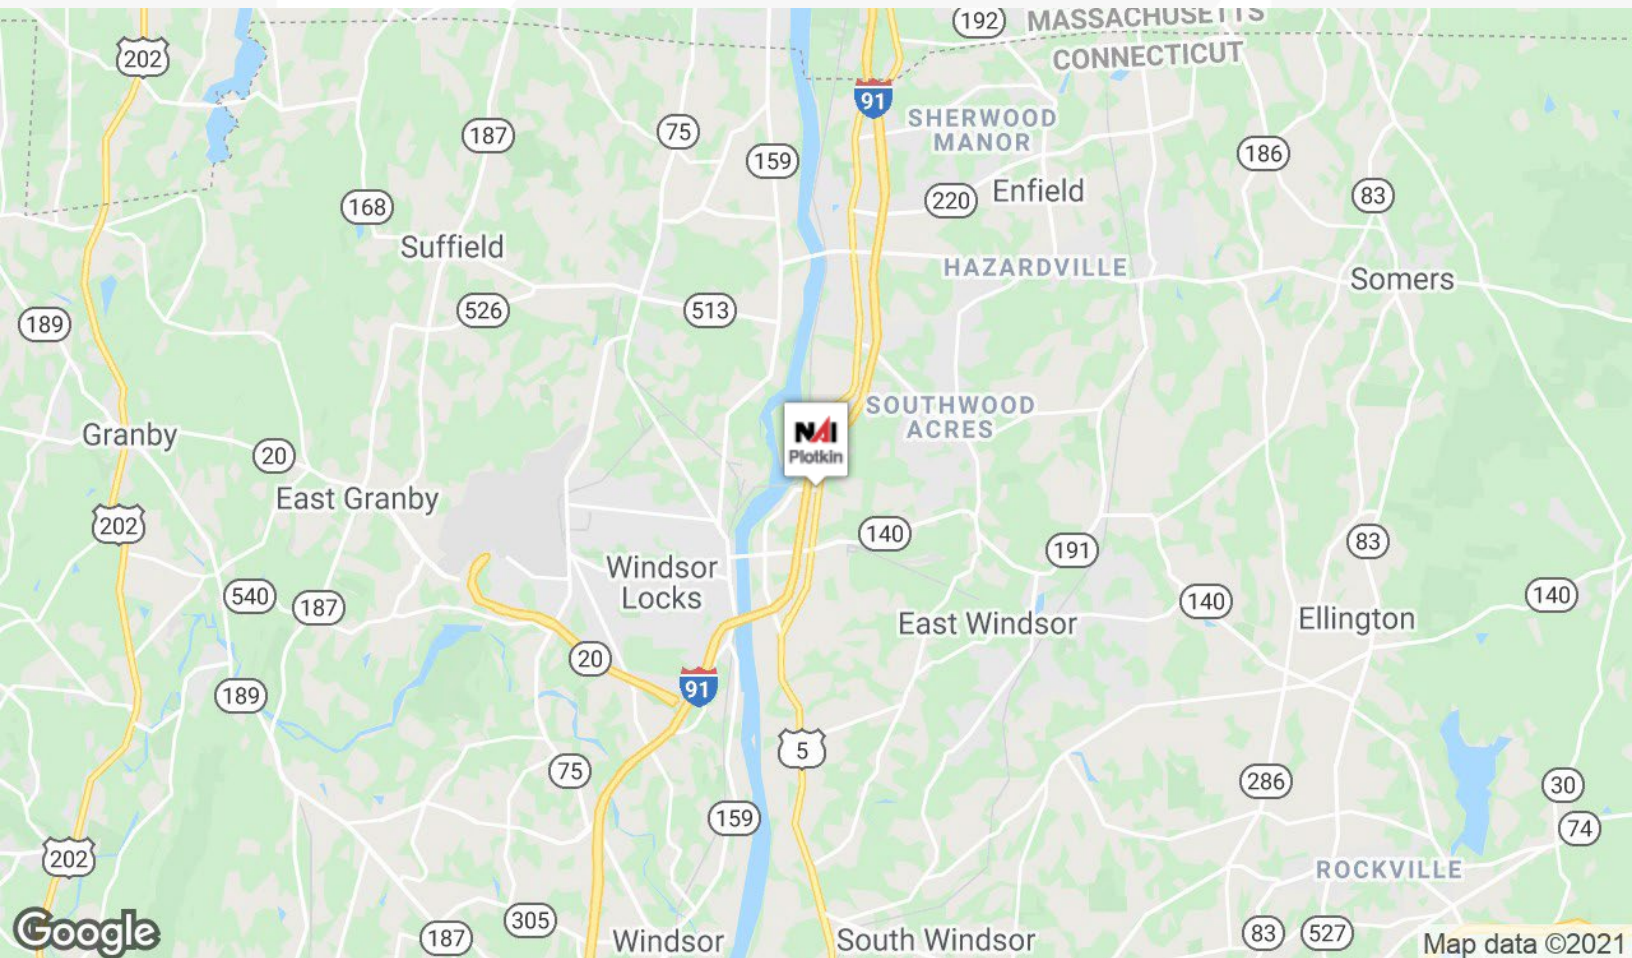 192
MASSACHUSETTS
CONNECTICUT
202
91
SHERWOOD
MANOR
187
75
159
186
168
220
Enfield
83
Suffield
HAZARDVILLE
Somers
189
526
513
SOUTHWOOD
ACRES
Granby
NAI
Plotkin
20
East Granby
202
140
191
83
Windsor
Locks
540
187
140
140
East Windsor
Ellington
20
91
189
5
75
286
30
159
74
202
ROCKVILLE
Google
187
305
Windsor
South Windsor
83
527
Map data ©2021